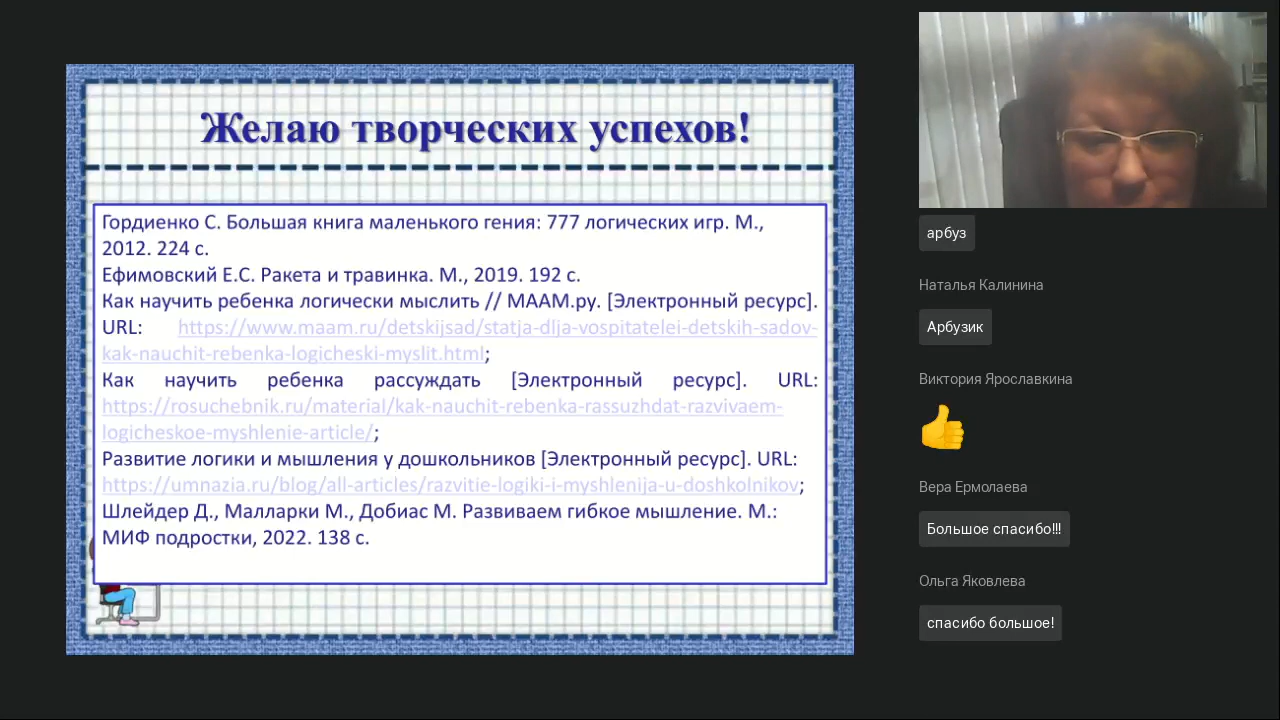 Желаю творческих успехов!
Гордиенко С. Большая книга маленького гения: 777 логических игр. М.,
2012. 224 с.
Ефимовский Е.С. Ракета и травинка. М., 2019. 192 с.
Как научить ребенка логически мыслить // МААМ.ру. [Электронный ресурс].
URL: https://www.maam.ru/detskijsad/statja-dlja-vospitatelei-detskih-sadov-
kak-nauchit-rebenka-logicheski-myslit.html;
Как научить ребенка рассуждать [Электронный ресурс]. URL:
https://rosuchebnik.ru/material/kak-nauchit-rebenka-rassuzhdat-razvivaem-
logicheskoe-myshlenie-article/;
Развитие логики и мышления у дошкольников [Электронный ресурс]. URL:
https://umnazia.ru/blog/all-articles/razvitie-logiki-i-myshlenija-u-doshkolnikov;
Шлейдер Д., Малларки М., Добиас М. Развиваем гибкое мышление. М.:
МИФ подростки, 2022. 138 с.
арбуз
Наталья Калинина
Арбузик
Виктория Ярославкина
Вера Ермолаева
Большое спасибо!!!
Ольга Яковлева
спасибо большое!